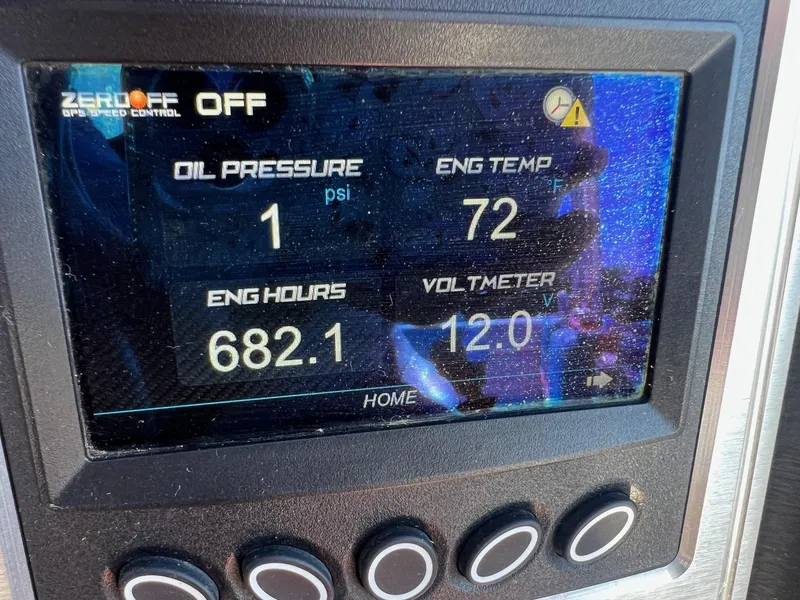 ZEROOFF OFF
GPS SPEED CONTROL
OIL PRESSURE
psi
1
ENG TEMP
F
72
ENG HOURS
682.1
VOLTMETER
V
12.0
HOME